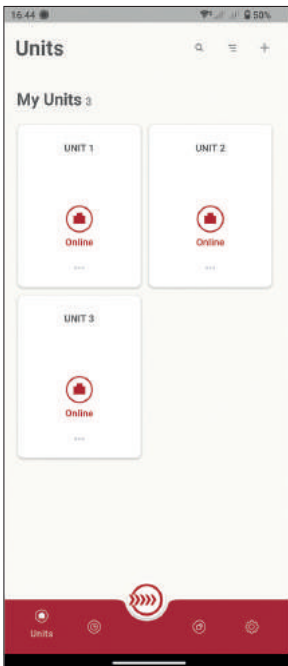 16:44 50%
Units
My Units 3
UNIT 1 UNIT 2
Online Online
UNIT 3
Online
Units